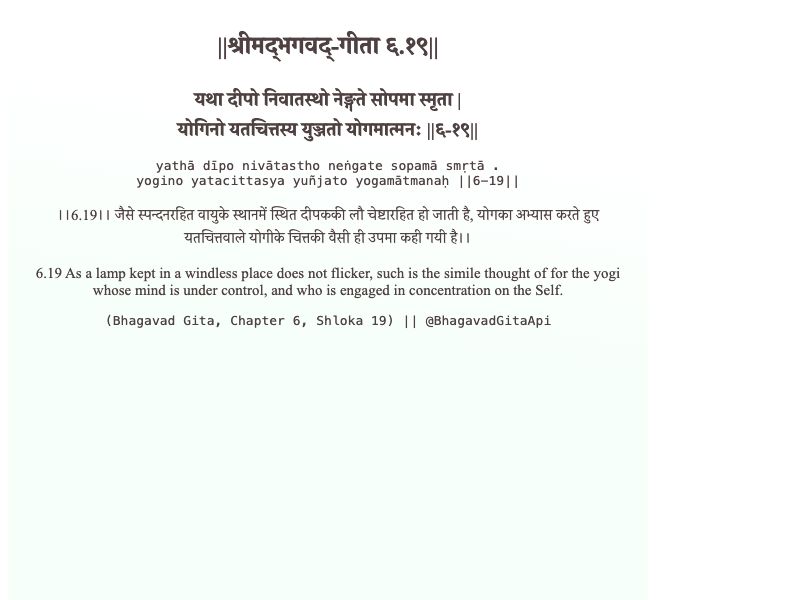 ||श्रीमद्‍भगवद्-गीता ६.१९||
यथा दीपो निवातस्थो नेङ्गते सोपमा स्मृता |
योगिनो यतचित्तस्य युञ्जतो योगमात्मनः ||६-१९||
yathā dīpo nivātastho neṅgate sopamā smṛtā .
yogino yatacittasya yuñjato yogamātmanaḥ ||6-19||
।।6.19।। जैसे स्पन्दनरहित वायुके स्थानमें स्थित दीपककी लौ चेष्टारहित हो जाती है, योगका अभ्यास करते हुए
यतचित्तवाले योगीके चित्तकी वैसी ही उपमा कही गयी है।।
6.19 As a lamp kept in a windless place does not flicker, such is the simile thought of for the yogi
whose mind is under control, and who is engaged in concentration on the Self.
(Bhagavad Gita, Chapter 6, Shloka 19) || @BhagavadGitaApi